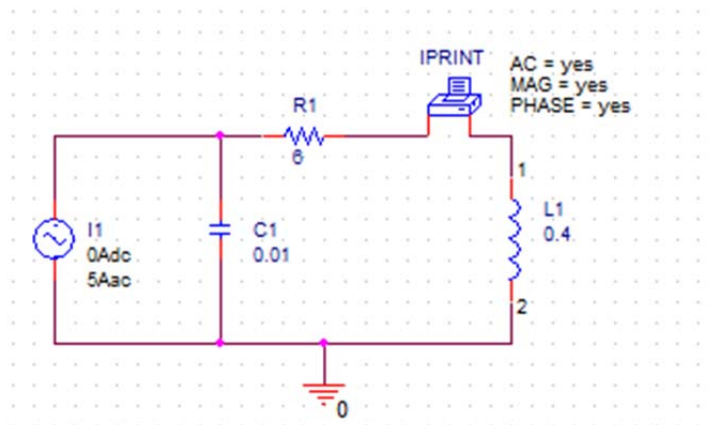 IPRINT
AC = yes
MAG = yes
PHASE = yes
R1
6
1
I1
0Adc
5Aac
C1
0.01
L1
0.4
2
0